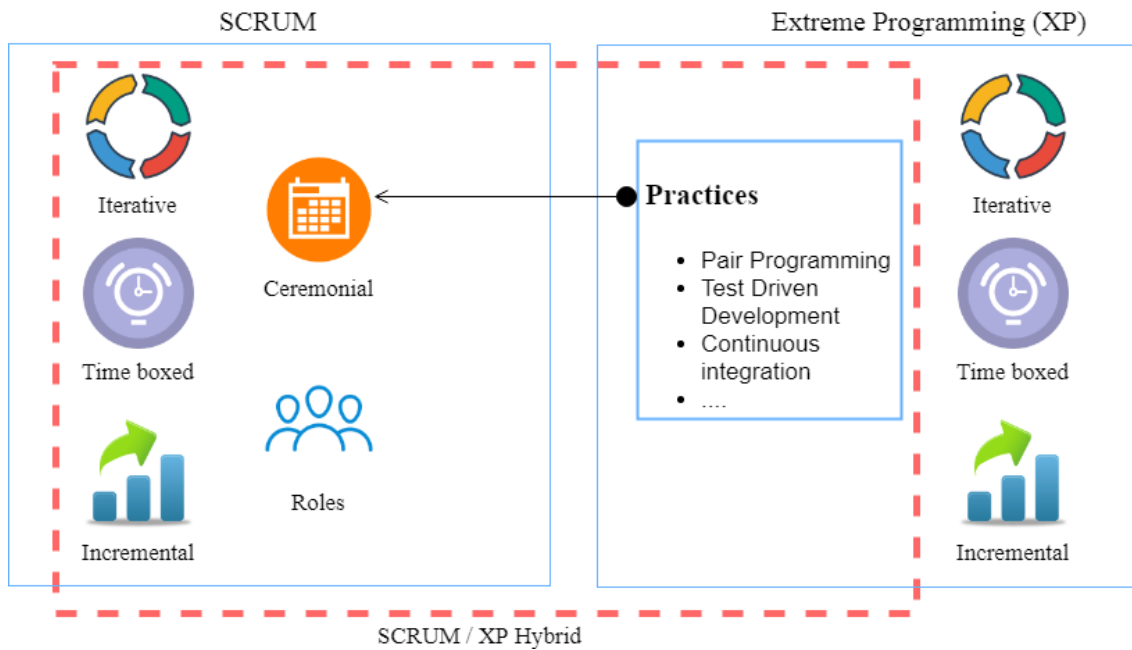 SCRUM
Iterative
Time boxed
Incremental
Ceremonial
Roles
Extreme Programming (XP)
Practices
• Pair Programming
• Test Driven
Development
• Continuous
integration
• ....
Iterative
Time boxed
Incremental
SCRUM / XP Hybrid